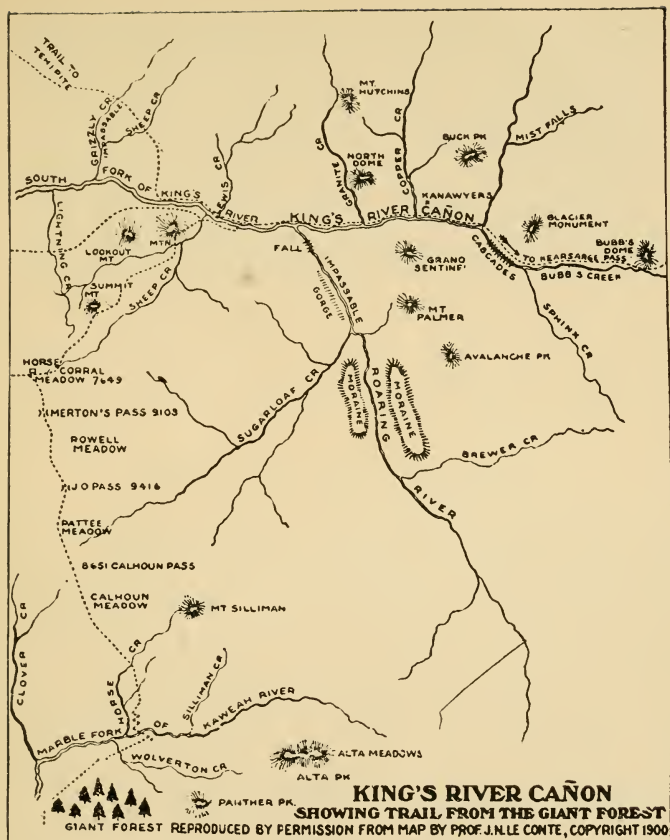 TRAIL TO
TEHIPITE
GRIZZLY CR
IMPASSABLE
SHEEP CR
MT.
HUTCHINS
COPPER CR
BUCK PK
MIST FALLS
GRANITE CR
NORTH
DOME
LEWIS CR
KANAWYERS
SOUTH FORK OF KING'S RIVER
KING'S RIVER CAÑON
LIGHTNING CR
LOOKOUT
MT
MTN
FALL
IMPASSABLE
GORGE
GRAND
CASCADES
MONUMENT
TO KEARSARGE PASS
BUBB'S
DOME
BUBB'S CREEK
SUMMIT
MT
SHEEP CR
MT
PALMER
SPHINX CR
AVALANCHE PK
HORSE
CORRAL
MEADOW 7649
MERTON'S PASS 9103
ROWELL
MEADOW
J O PASS 9416
PATTEE
MEADOW
8651 CALHOUN PASS
CALHOUN
MEADOW
SUGARLOAF CR
MORAINE
MORAINE
ROARING RIVER
BREWER CR
MT SILLIMAN
CLOVER CR
HORSE CR
SILLIMAN CR
MARBLE FORK OF KAWEAH RIVER
WOLVERTON CR
ALTA MEADOWS
ALTA PK
PANTHER PK
GIANT FOREST
KING'S RIVER CAÑON
SHOWING TRAIL FROM THE GIANT FOREST
REPRODUCED BY PERMISSION FROM MAP BY PROF. J.N. LE CONTE, COPYRIGHT 1900